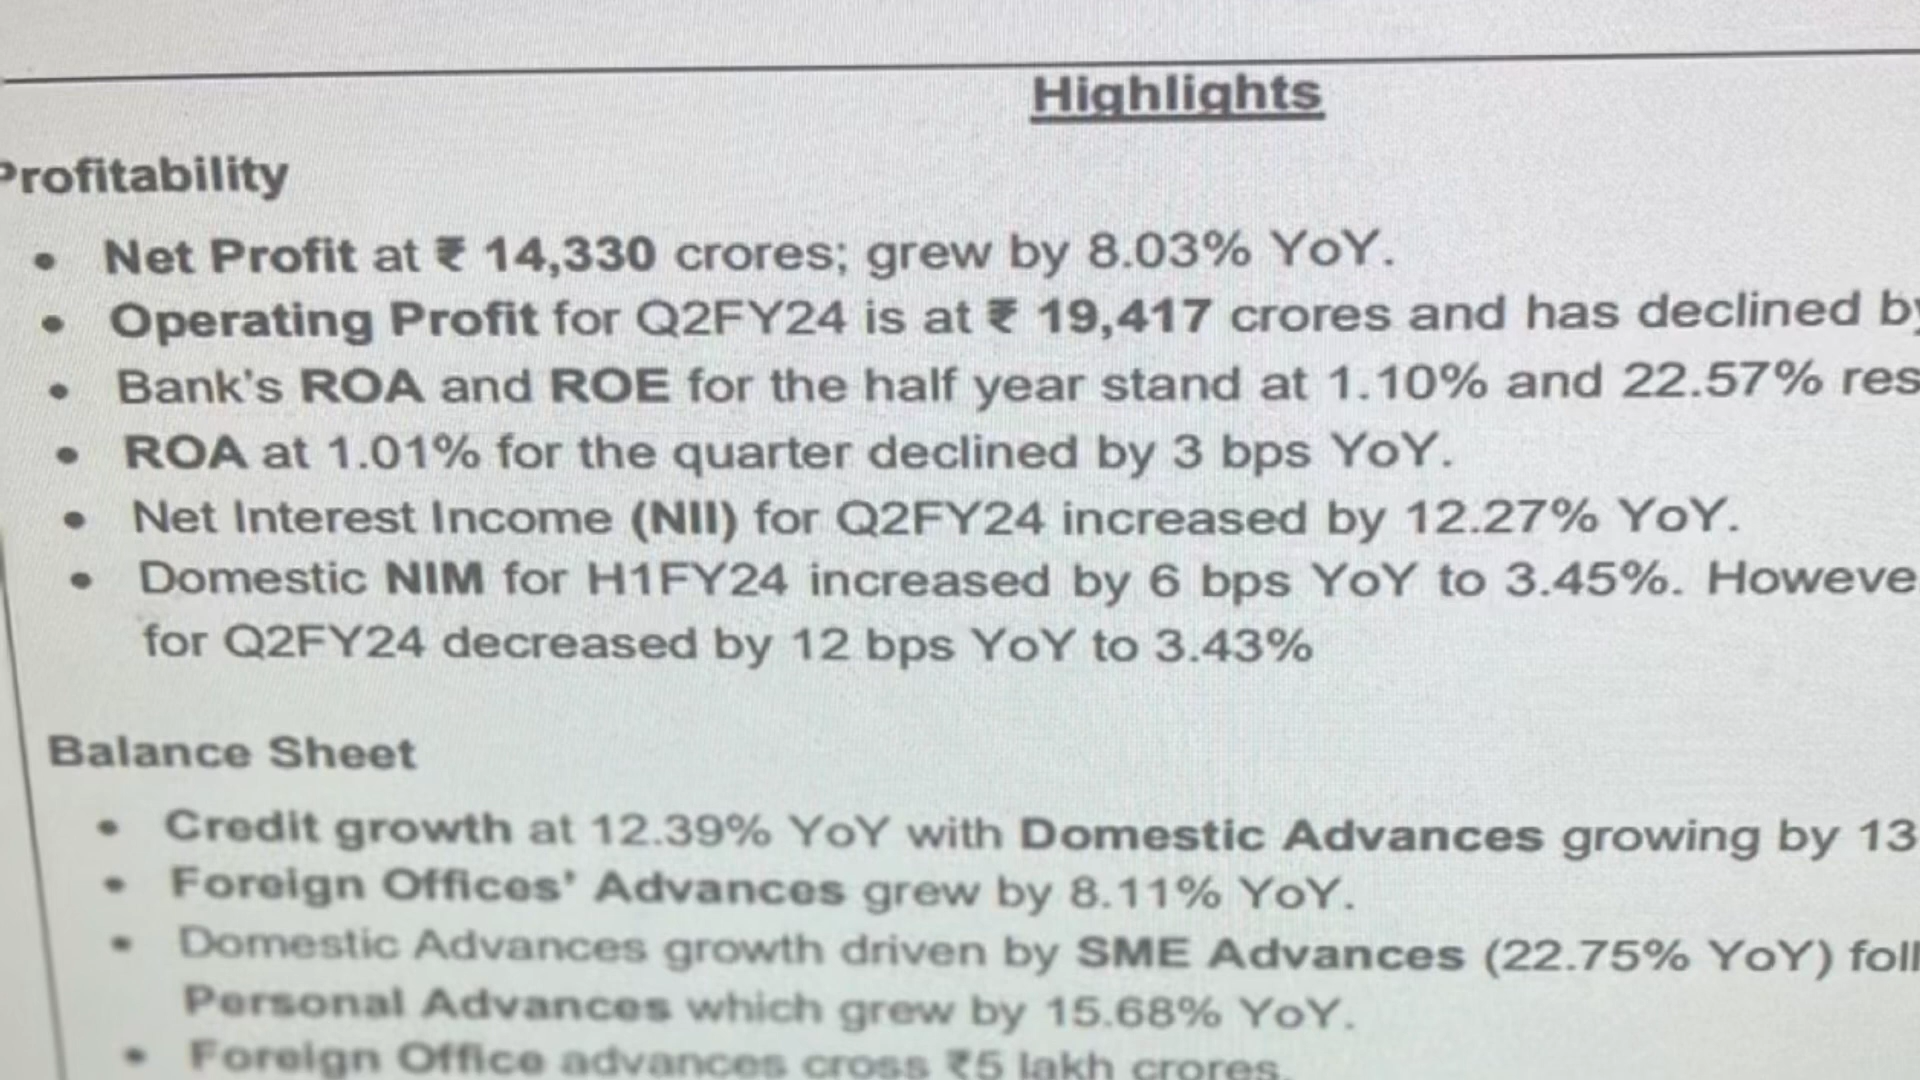 Highlights
Profitability
• Net Profit at ₹ 14,330 crores; grew by 8.03% YoY.
• Operating Profit for Q2FY24 is at ₹ 19,417 crores and has declined by
• Bank's ROA and ROE for the half year stand at 1.10% and 22.57% res
• ROA at 1.01% for the quarter declined by 3 bps YoY.
• Net Interest Income (NII) for Q2FY24 increased by 12.27% YoY.
• Domestic NIM for H1FY24 increased by 6 bps YoY to 3.45%. Howeve
for Q2FY24 decreased by 12 bps YoY to 3.43%
Balance Sheet
• Credit growth at 12.39% YoY with Domestic Advances growing by 13
• Foreign Offices' Advances grew by 8.11% YoY.
• Domestic Advances growth driven by SME Advances (22.75% YoY) foll
Personal Advances which grew by 15.68% YoY.
• Foreign Office advances cross ₹5 lakh crores.